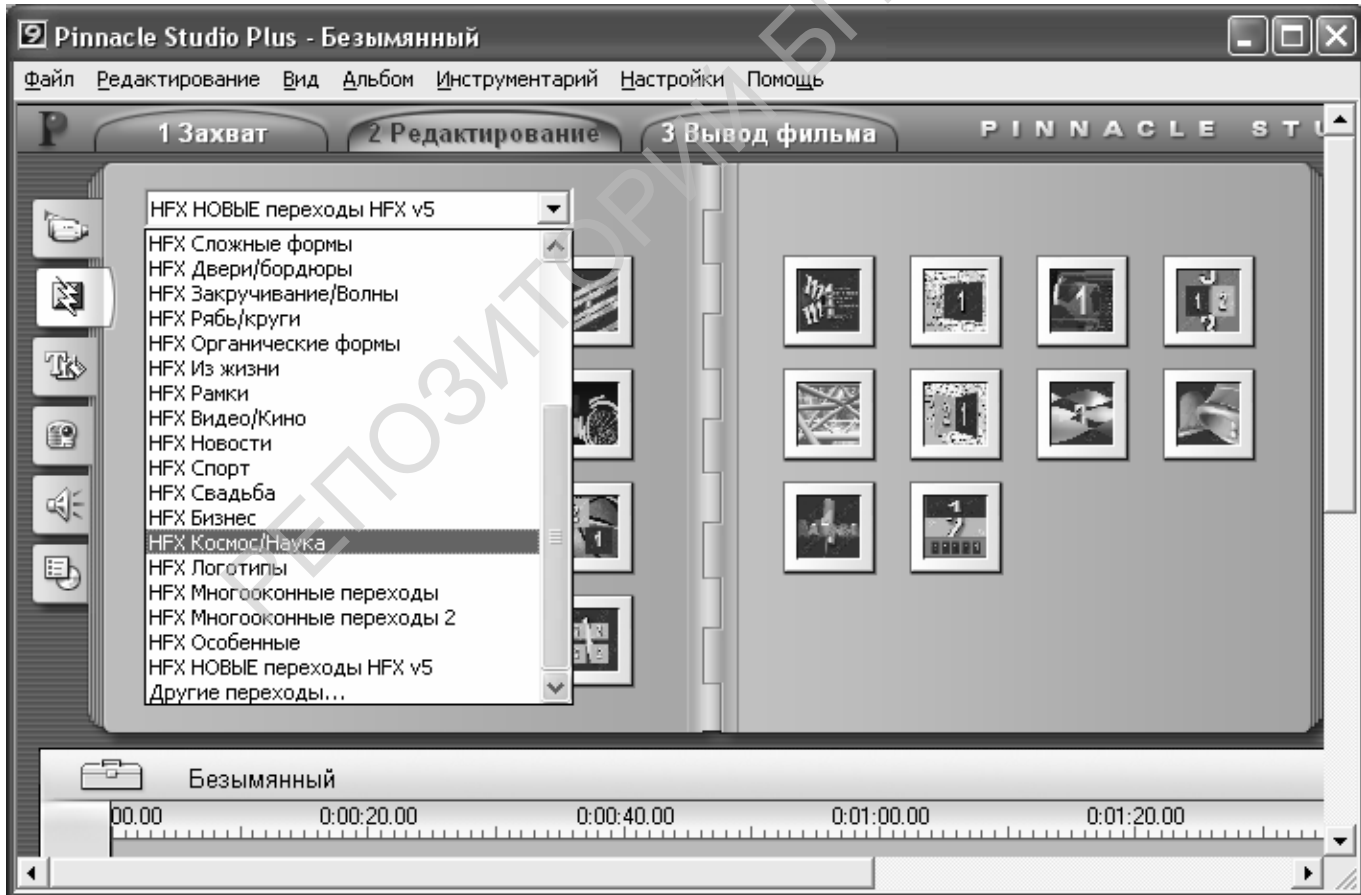 Pinnacle Studio Plus - Безымянный
Файл Редактирование Вид Альбом Инструментарий Настройки Помощь
1 Захват 2 Редактирование 3 Вывод фильма PINNACLE ST
HFX НОВЫЕ переходы HFX v5
HFX Сложные формы
HFX Двери/бордюры
HFX Закручивание/Волны
HFX Рябь/круги
HFX Органические формы
HFX Из жизни
HFX Рамки
HFX Видео/Кино
HFX Новости
HFX Спорт
HFX Свадьба
HFX Бизнес
HFX Космос/Наука
HFX Логотипы
HFX Многооконные переходы
HFX Многооконные переходы 2
HFX Особенные
HFX НОВЫЕ переходы HFX v5
Другие переходы...
Безымянный
00.00 0:00:20.00 0:00:40.00 0:01:00.00 0:01:20.00
РЕПОЗИТОРИЙ